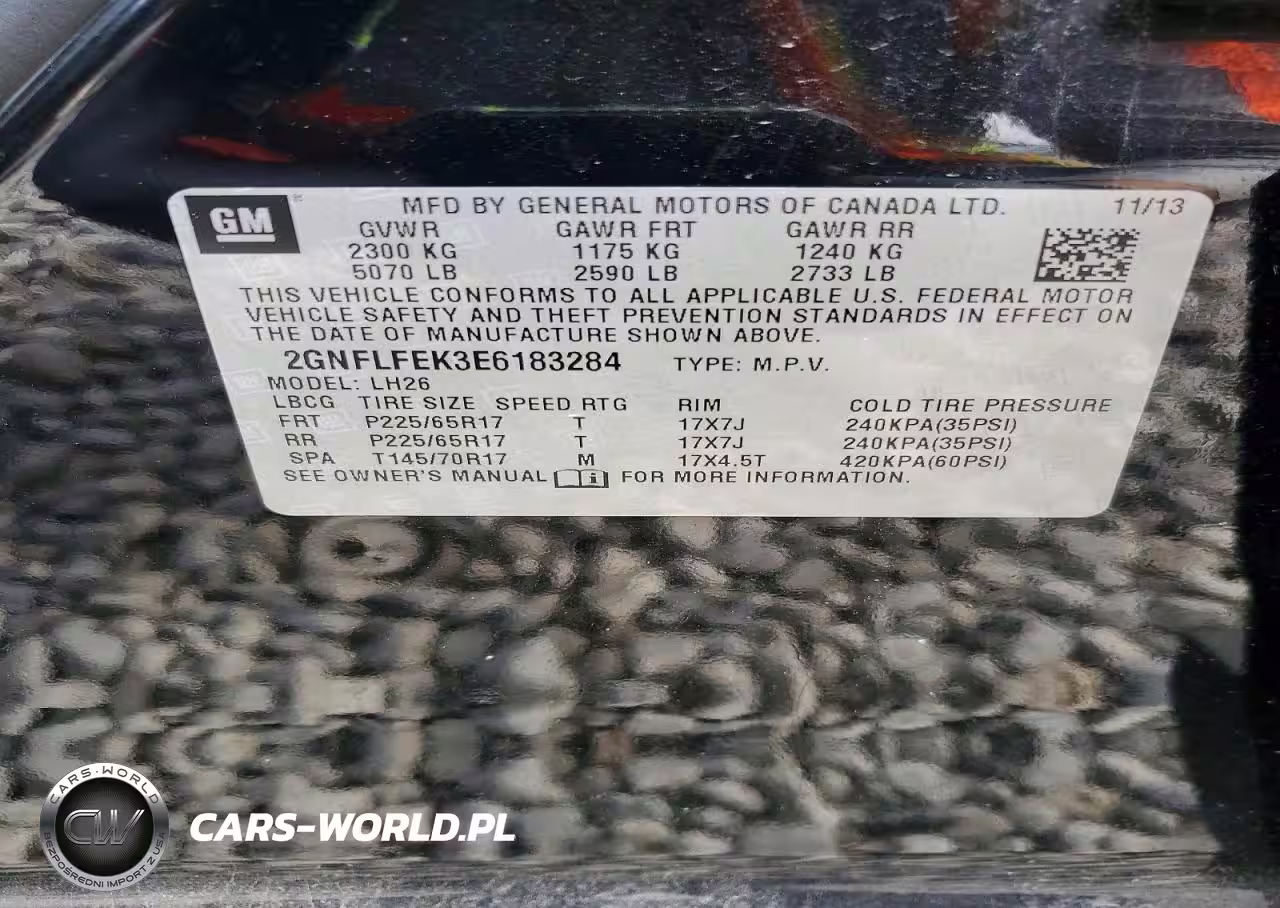 GM
MFD BY GENERAL MOTORS OF CANADA LTD. 11/13
GVWR GAWR FRT GAWR RR
2300 KG 1175 KG 1240 KG
5070 LB 2590 LB 2733 LB
THIS VEHICLE CONFORMS TO ALL APPLICABLE U.S. FEDERAL MOTOR
VEHICLE SAFETY AND THEFT PREVENTION STANDARDS IN EFFECT ON
THE DATE OF MANUFACTURE SHOWN ABOVE.
2GNFLFEK3E6183284 TYPE: M.P.V.
MODEL: LH26
LBCG TIRE SIZE SPEED RTG RIM COLD TIRE PRESSURE
FRT P225/65R17 T 17X7J 240KPA(35PSI)
RR P225/65R17 T 17X7J 240KPA(35PSI)
SPA T145/70R17 M 17X4.5T 420KPA(60PSI)
SEE OWNER'S MANUAL i FOR MORE INFORMATION.
CARS-WORLD
CW
BEZPOŚREDNI IMPORT Z USA
CARS-WORLD.PL